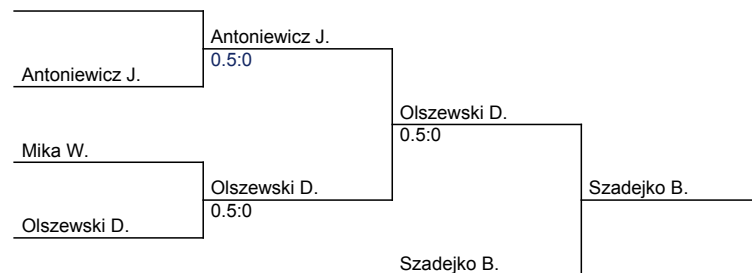 Antoniewicz J.
0.5:0
Antoniewicz J.
Olszewski D.
0.5:0
Mika W.
Olszewski D.
0.5:0
Szadejko B.
Olszewski D.
Szadejko B.